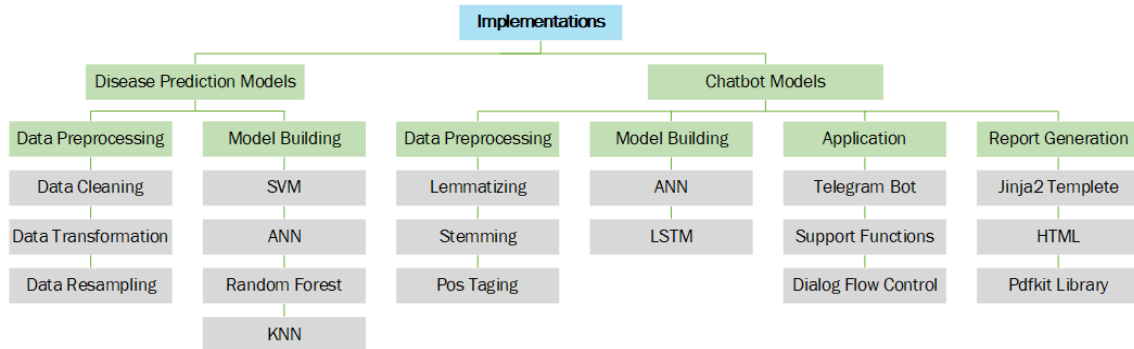 Implementations
Disease Prediction Models
Chatbot Models
Data Preprocessing
Model Building
Data Preprocessing
Model Building
Application
Report Generation
Data Cleaning
SVM
Lemmatizing
ANN
Telegram Bot
Jinja2 Templete
Data Transformation
ANN
Stemming
LSTM
Support Functions
HTML
Data Resampling
Random Forest
Pos Taging
Dialog Flow Control
Pdfkit Library
KNN